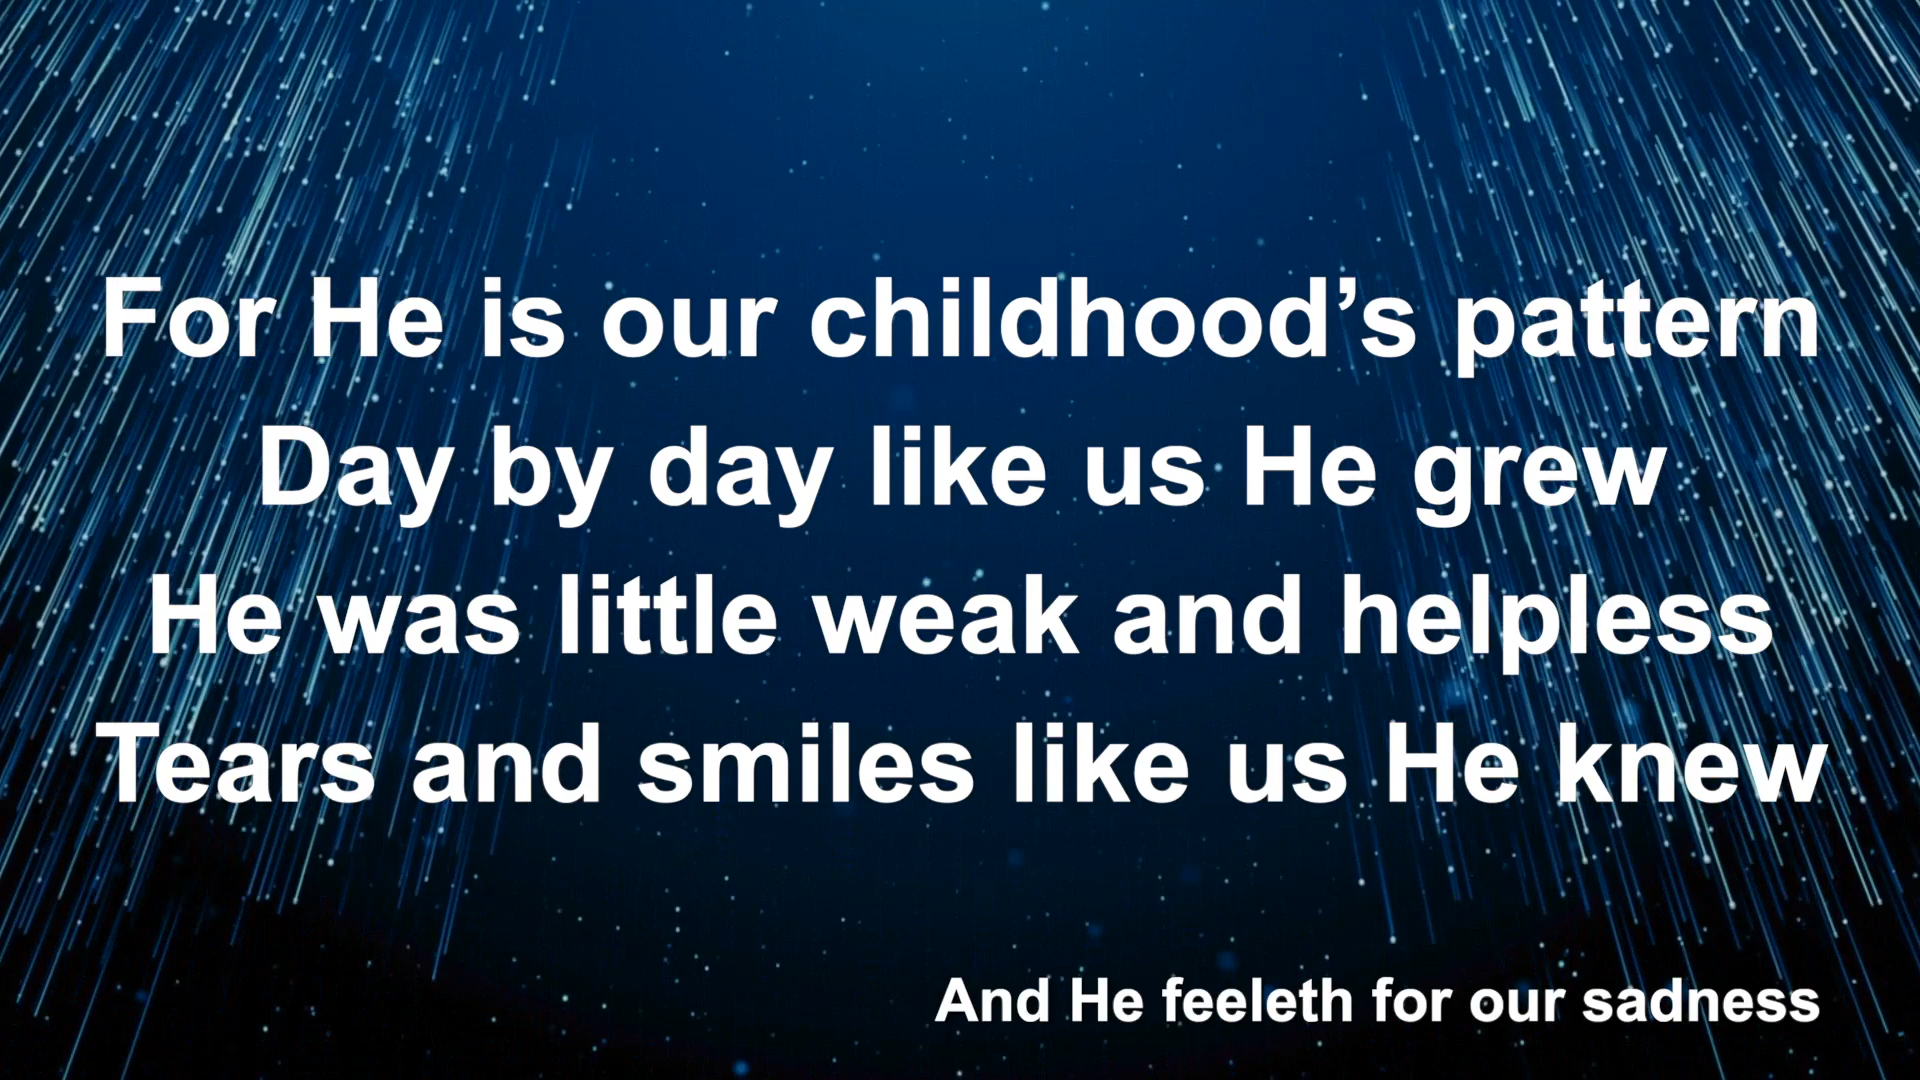 For He is our childhood’s pattern
Day by day like us He grew
He was little weak and helpless
Tears and smiles like us He knew
And He feeleth for our sadness